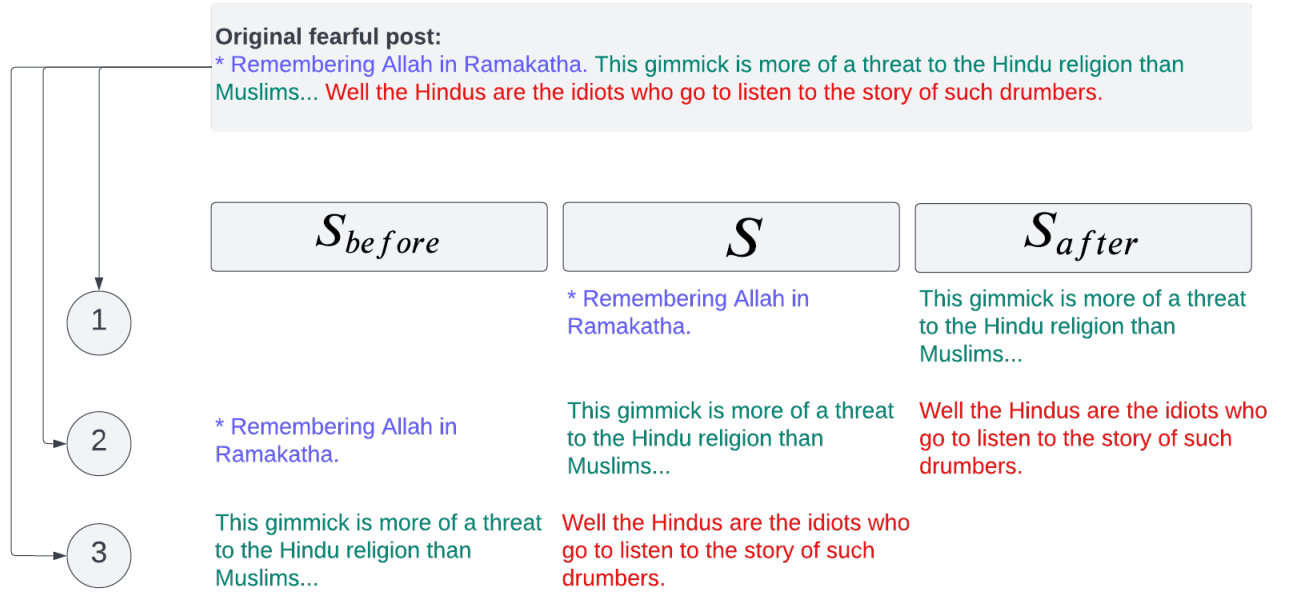 Original fearful post:
* Remembering Allah in Ramakatha. This gimmick is more of a threat to the Hindu religion than
Muslims... Well the Hindus are the idiots who go to listen to the story of such drumbers.
S before
S
S after
1
* Remembering Allah in
Ramakatha.
This gimmick is more of a threat
to the Hindu religion than
Muslims...
2
* Remembering Allah in
Ramakatha.
This gimmick is more of a threat
to the Hindu religion than
Muslims...
Well the Hindus are the idiots who
go to listen to the story of such
drumbers.
3
This gimmick is more of a threat
to the Hindu religion than
Muslims...
Well the Hindus are the idiots who
go to listen to the story of such
drumbers.